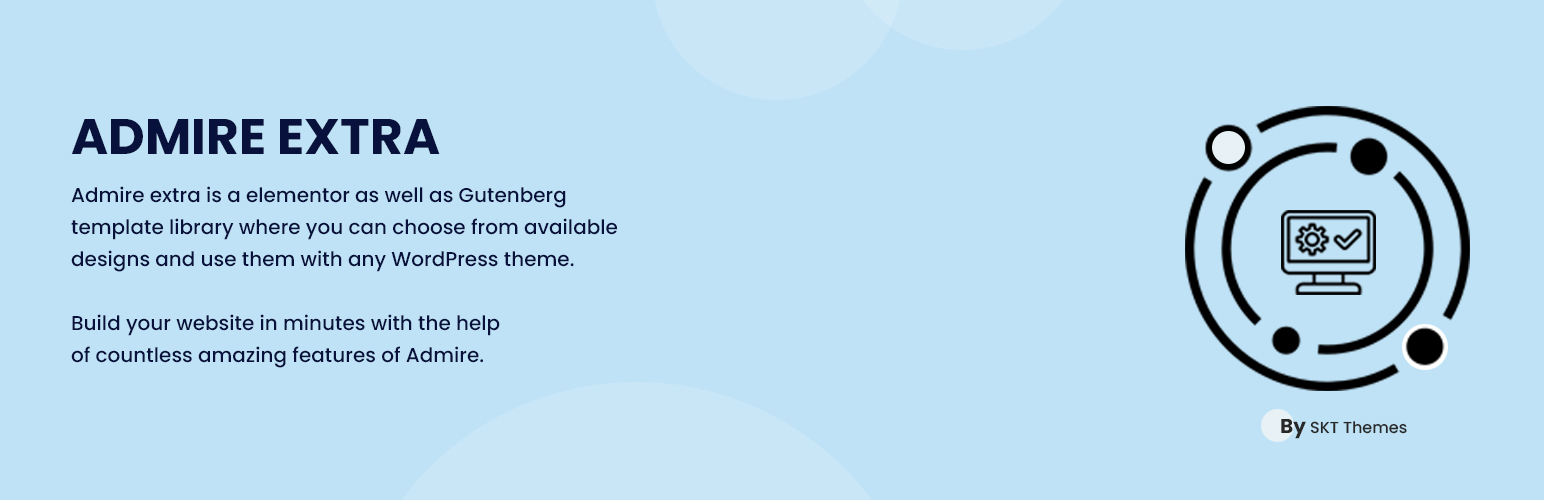 ADMIRE EXTRA
Admire extra is a elementor as well as Gutenberg
template library where you can choose from available
designs and use them with any WordPress theme.
Build your website in minutes with the help
of countless amazing features of Admire.
By SKT Themes